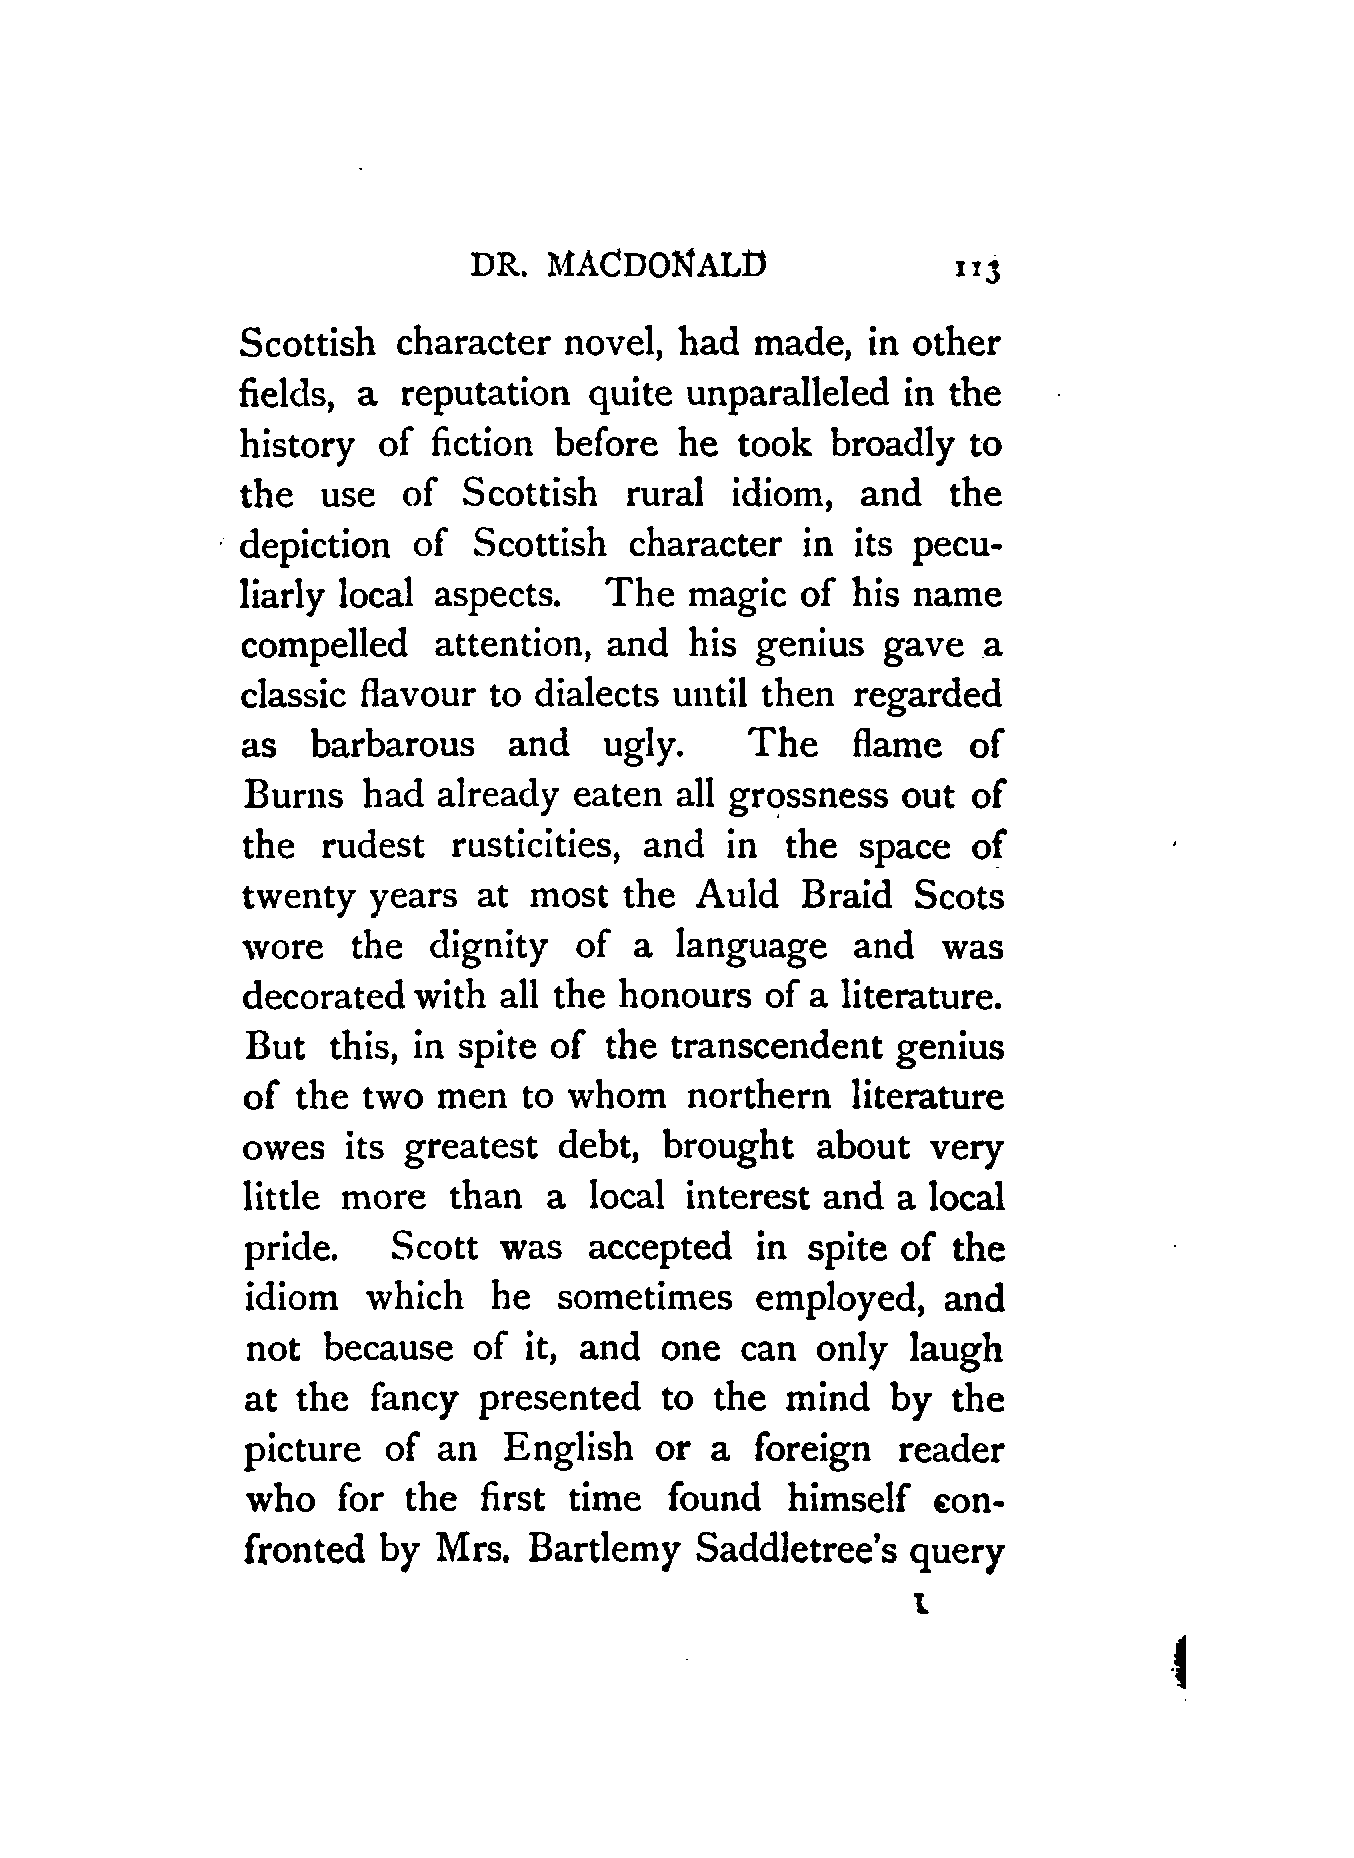 DR. MACDONALD 113
Scottish character novel, had made, in other
fields, a reputation quite unparalleled in the
history of fiction before he took broadly to
the use of Scottish rural idiom, and the
depiction of Scottish character in its pecu-
liarly local aspects. The magic of his name
compelled attention, and his genius gave a
classic flavour to dialects until then regarded
as barbarous and ugly. The flame of
Burns had already eaten all grossness out of
the rudest rusticities, and in the space of
twenty years at most the Auld Braid Scots
wore the dignity of a language and was
decorated with all the honours of a literature.
But this, in spite of the transcendent genius
of the two men to whom northern literature
owes its greatest debt, brought about very
little more than a local interest and a local
pride. Scott was accepted in spite of the
idiom which he sometimes employed, and
not because of it, and one can only laugh
at the fancy presented to the mind by the
picture of an English or a foreign reader
who for the first time found himself con-
fronted by Mrs. Bartlemy Saddletree's query
I